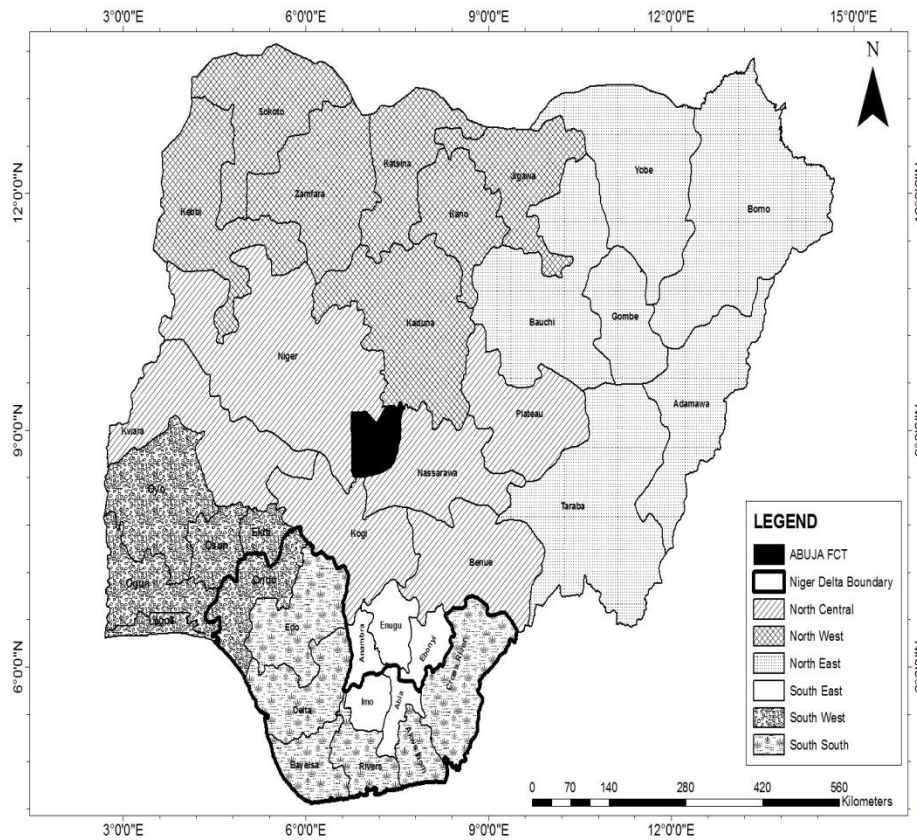 3°0'0"E 6°0'0"E 9°0'0"E 12°0'0"E 15°0'0"E
N
Sokoto
Katsina
Jigawa
Yobe
Zamfara
Kano
Borno
Kebbi
12°0'0"N
Kaduna
Bauchi
Gombe
Niger
Adamawa
Plateau
Kwara
9°0'0"N
Nassarawa
Oyo
Taraba
Kogi
Osun
Ekiti
Benue
Ogun
Ondo
Lagos
Edo
Anambra
Enugu
Ebonyi
6°0'0"N
Cross River
Delta
Imo
Abia
Akwa Ibom
Bayelsa
Rivers
LEGEND
ABUJA FCT
Niger Delta Boundary
North Central
North West
North East
South East
South West
South South
0 70 140 280 420 560
Kilometers
3°0'0"E 6°0'0"E 9°0'0"E 12°0'0"E 15°0'0"E